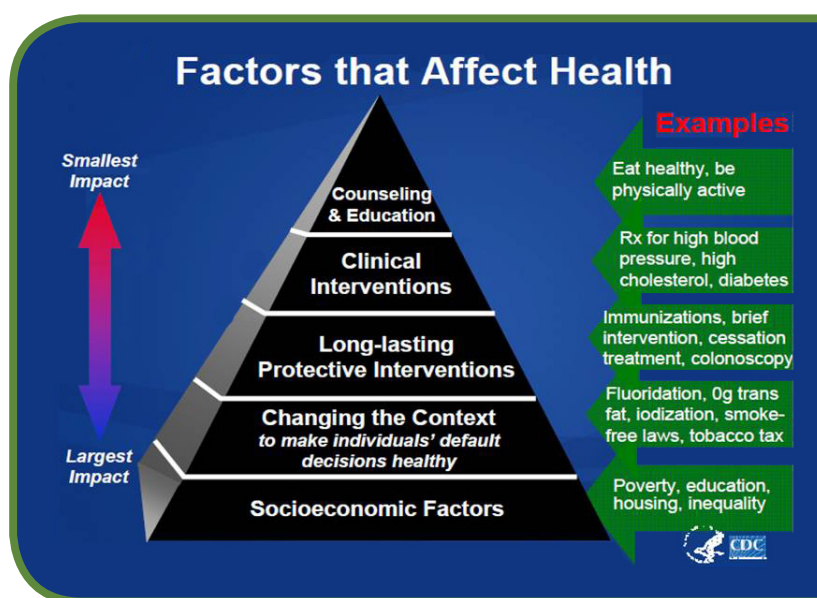 Factors that Affect Health
Examples
Smallest
Impact
Counseling
& Education
Eat healthy, be
physically active
Clinical
Interventions
Rx for high blood
pressure, high
cholesterol, diabetes
Long-lasting
Protective Interventions
Immunizations, brief
intervention, cessation
treatment, colonoscopy
Changing the Context
to make individuals' default
decisions healthy
Fluoridation, 0g trans
fat, iodization, smoke-
free laws, tobacco tax
Largest
Impact
Socioeconomic Factors
Poverty, education,
housing, inequality
CDC